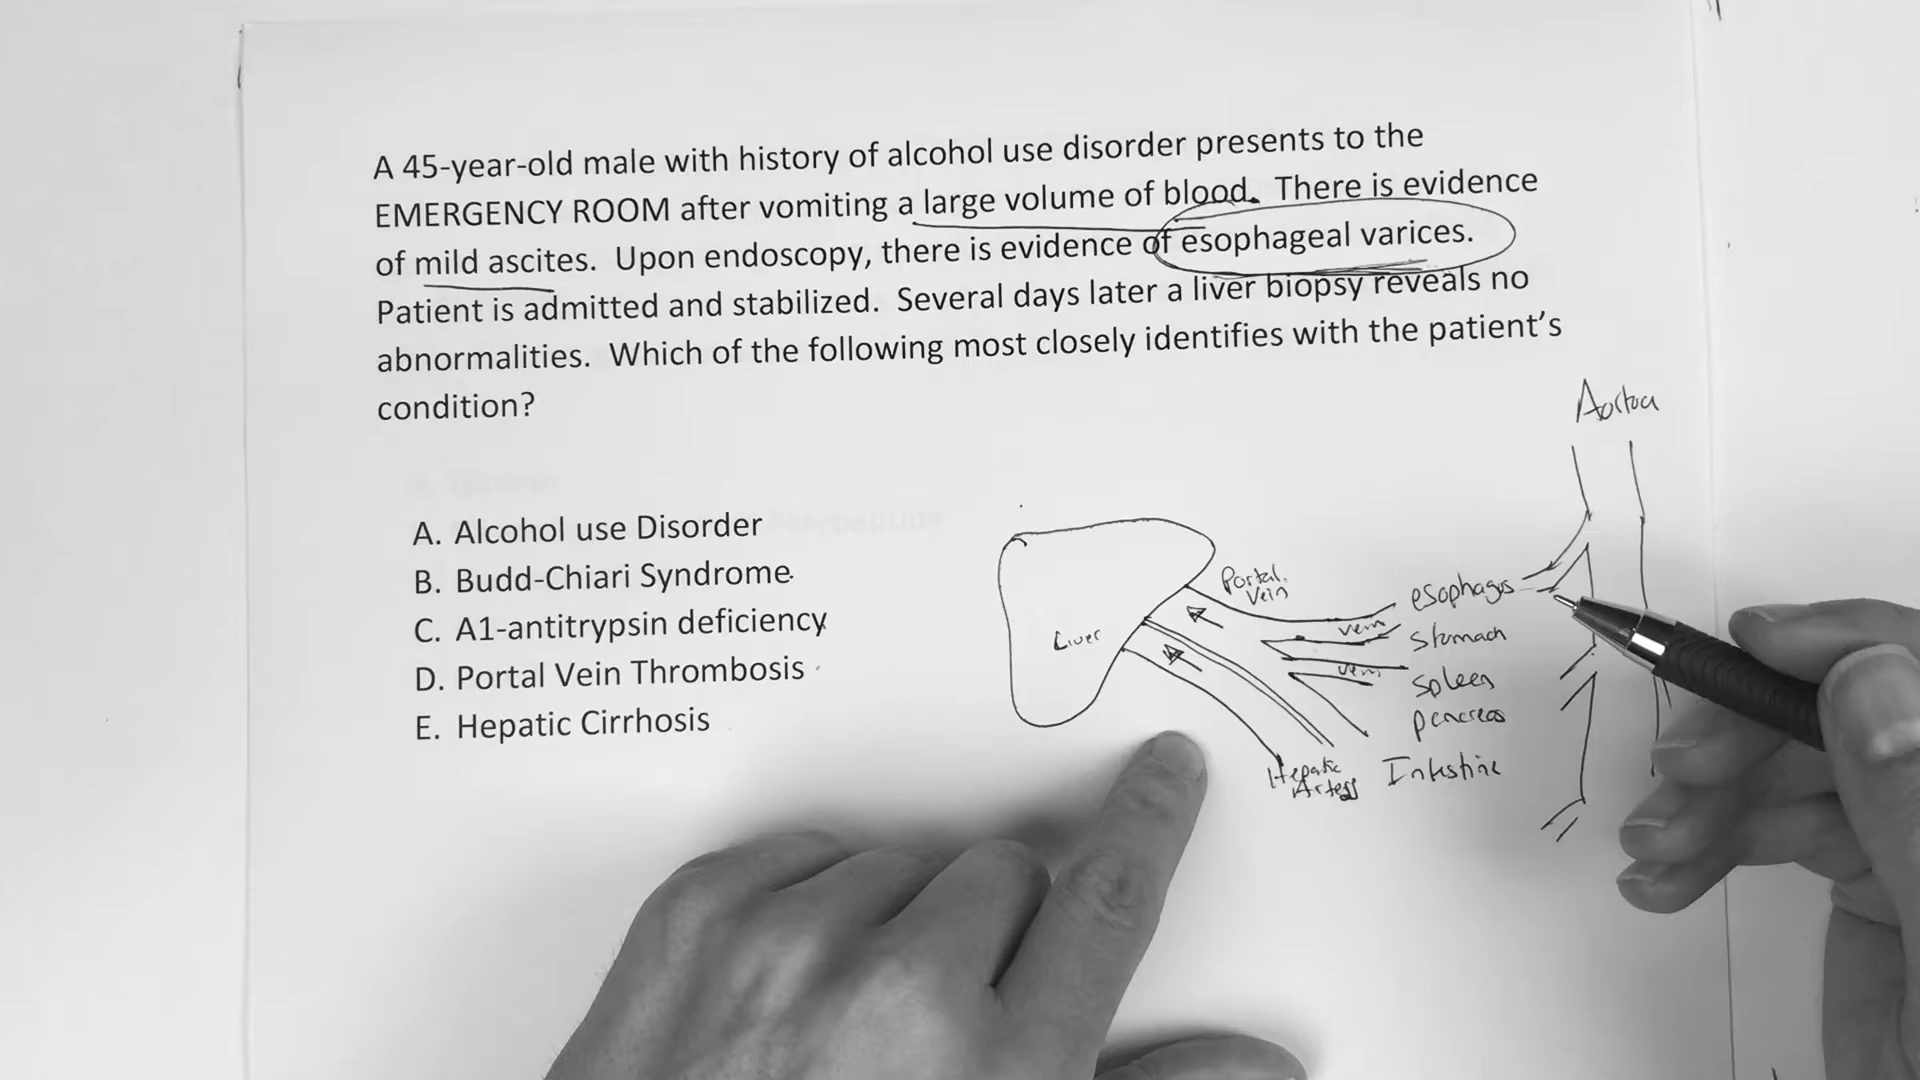 A 45-year-old male with history of alcohol use disorder presents to the
EMERGENCY ROOM after vomiting a large volume of blood. There is evidence
of mild ascites. Upon endoscopy, there is evidence of esophageal varices.
Patient is admitted and stabilized. Several days later a liver biopsy reveals no
abnormalities. Which of the following most closely identifies with the patient's
condition?
A. Alcohol use Disorder
B. Budd-Chiari Syndrome
C. A1-antitrypsin deficiency
D. Portal Vein Thrombosis
E. Hepatic Cirrhosis
Aorta
Portal
Vein
Liver
vein
vein
esophagus
Stomach
Spleen
pancreas
Intestine
Hepatic